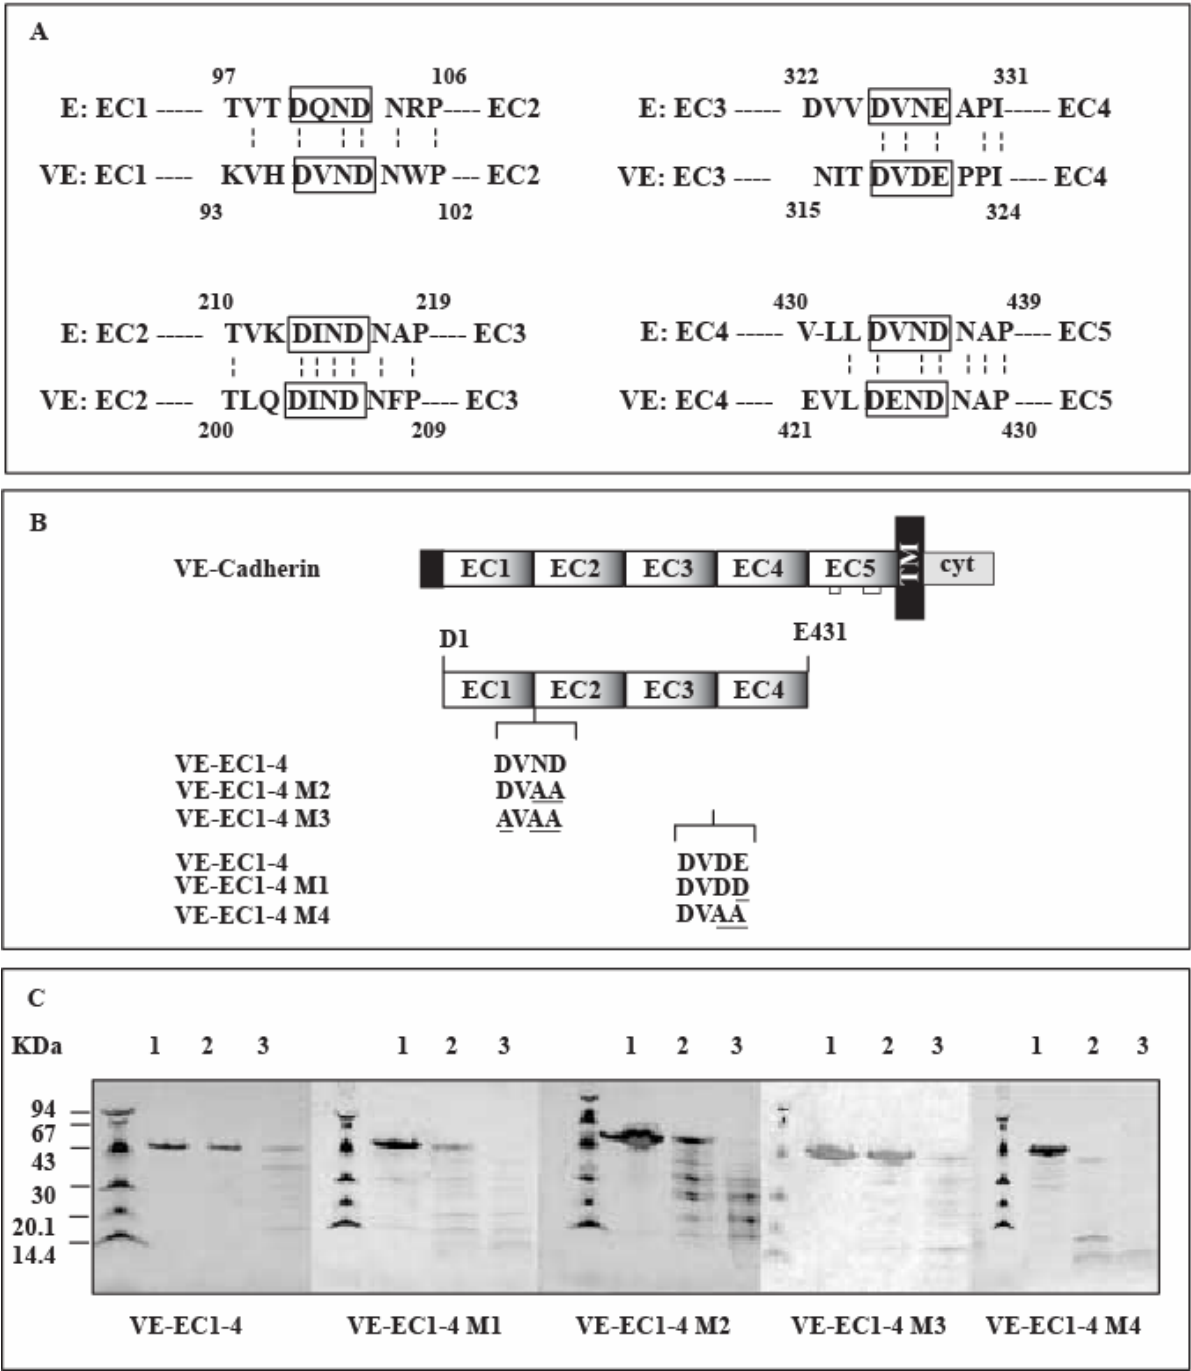 A
97 106
E: EC1 ----- TVT DQND NRP---- EC2
VE: EC1 ---- KVH DVND NWP --- EC2
93 102
322 331
E: EC3 ----- DVV DVNE API----- EC4
VE: EC3 ---- NIT DVDE PPI ---- EC4
315 324
210 219
E: EC2 ----- TVK DIND NAP---- EC3
VE: EC2 ---- TLQ DIND NFP---- EC3
200 209
430 439
E: EC4 ----- V-LL DVND NAP---- EC5
VE: EC4 ---- EVL DEND NAP ---- EC5
421 430
B
VE-Cadherin EC1 EC2 EC3 EC4 EC5 TM cyt
D1 E431
EC1 EC2 EC3 EC4
VE-EC1-4 DVND
VE-EC1-4 M2 DVAA
VE-EC1-4 M3 AVAA
VE-EC1-4 DVDE
VE-EC1-4 M1 DVDD
VE-EC1-4 M4 DVAA
C
KDa 1 2 3 1 2 3 1 2 3 1 2 3 1 2 3
94
67
43
30
20.1
14.4
VE-EC1-4 VE-EC1-4 M1 VE-EC1-4 M2 VE-EC1-4 M3 VE-EC1-4 M4